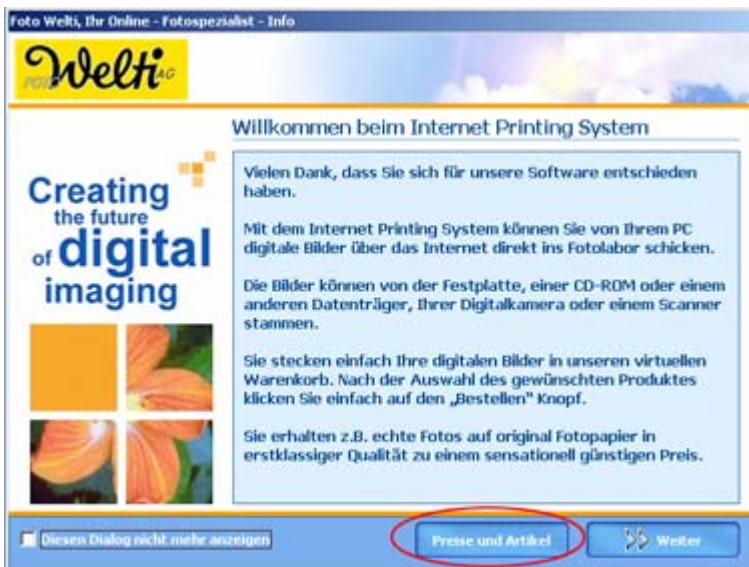 Foto Welti, Ihr Online - Fotospezialist - Info
FOTO Welti AG
Willkommen beim Internet Printing System
Creating
the future
of digital
imaging
Vielen Dank, dass Sie sich für unsere Software entschieden
haben.
Mit dem Internet Printing System können Sie von Ihrem PC
digitale Bilder über das Internet direkt ins Fotolabor schicken.
Die Bilder können von der Festplatte, einer CD-ROM oder einem
anderen Datenträger, Ihrer Digitalkamera oder einem Scanner
stammen.
Sie stecken einfach Ihre digitalen Bilder in unseren virtuellen
Warenkorb. Nach der Auswahl des gewünschten Produktes
klicken Sie einfach auf den „Bestellen" Knopf.
Sie erhalten z.B. echte Fotos auf original Fotopapier in
erstklassiger Qualität zu einem sensationell günstigen Preis.
Diesen Dialog nicht mehr anzeigen
Preise und Artikel
Weiter